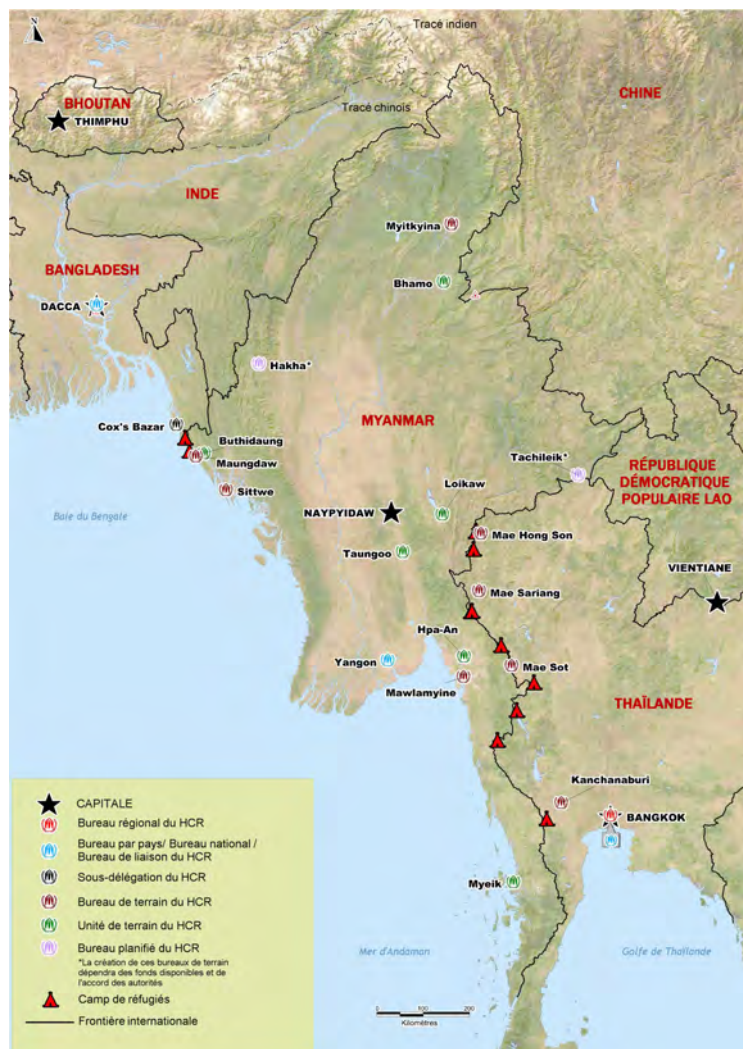 N
Tracé indien
BHOUTAN
THIMPHU
CHINE
Tracé chinois
INDE
Myitkyina
BANGLADESH
Bhamo
DACCA
Hakha*
Cox's Bazar
MYANMAR
Buthidaung
Maungdaw
Tachileik*
RÉPUBLIQUE
DÉMOCRATIQUE
POPULAIRE LAO
Loikaw
Sittwe
Baie du Bengale
NAYPYIDAW
Mae Hong Son
Taungoo
VIENTIANE
Mae Sariang
Hpa-An
Yangon
Mae Sot
Mawlamyine
THAÏLANDE
Kanchanaburi
BANGKOK
Myeik
Mer d'Andaman
Golfe de Thaïlande
CAPITALE
Bureau régional du HCR
Bureau par pays/ Bureau national /
Bureau de liaison du HCR
Sous-délégation du HCR
Bureau de terrain du HCR
Unité de terrain du HCR
Bureau planifié du HCR
*La création de ces bureaux de terrain
dépendra des fonds disponibles et de
l'accord des autorités
Camp de réfugiés
Frontière internationale
0 100 200
Kilomètres